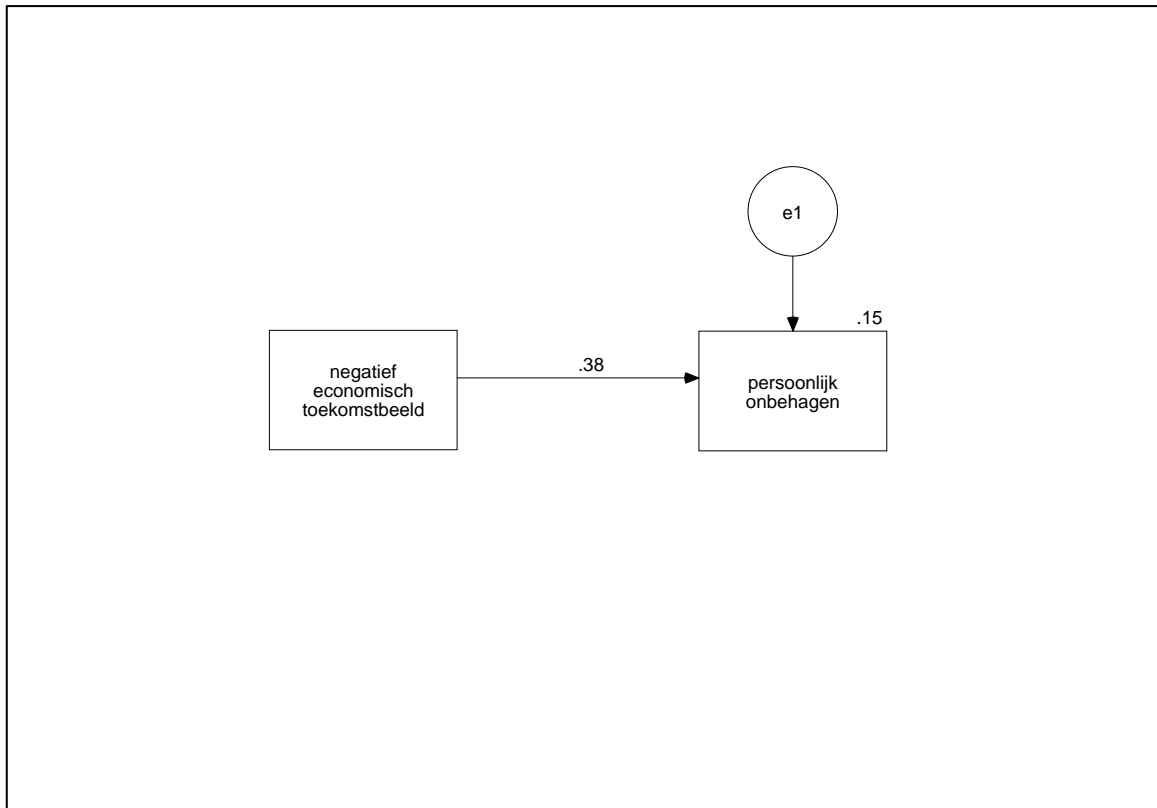 e1
.15
.38
negatief
economisch
toekomstbeeld
persoonlijk
onbehagen